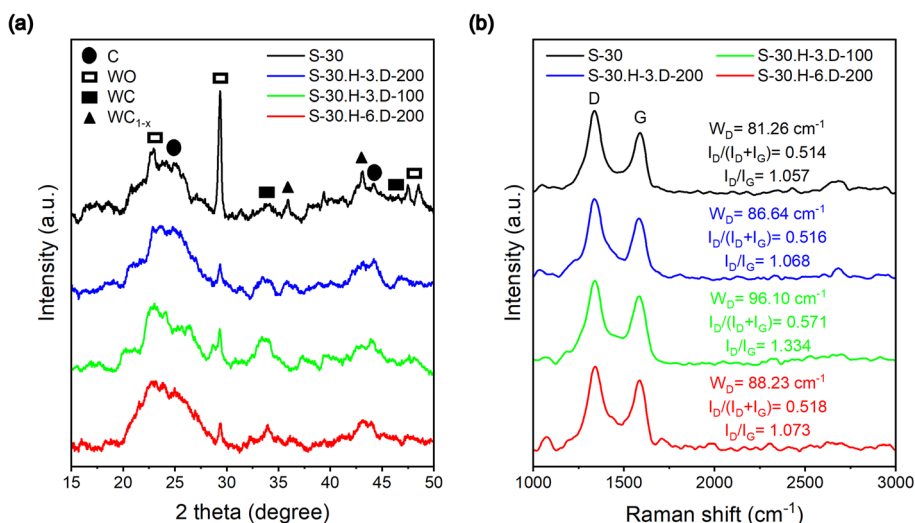 (a)
C
WO
WC
WC1-x
S-30
S-30.H-3.D-200
S-30.H-3.D-100
S-30.H-6.D-200
Intensity (a.u.)
15 20 25 30 35 40 45 50
2 theta (degree)
(b)
S-30 S-30.H-3.D-100
S-30.H-3.D-200 S-30.H-6.D-200
D
G
WD= 81.26 cm-1
ID/(ID+IG)= 0.514
ID/IG= 1.057
WD= 86.64 cm-1
ID/(ID+IG)= 0.516
ID/IG= 1.068
WD= 96.10 cm-1
ID/(ID+IG)= 0.571
ID/IG= 1.334
WD= 88.23 cm-1
ID/(ID+IG)= 0.518
ID/IG= 1.073
Intensity (a.u.)
1000 1500 2000 2500 3000
Raman shift (cm-1)